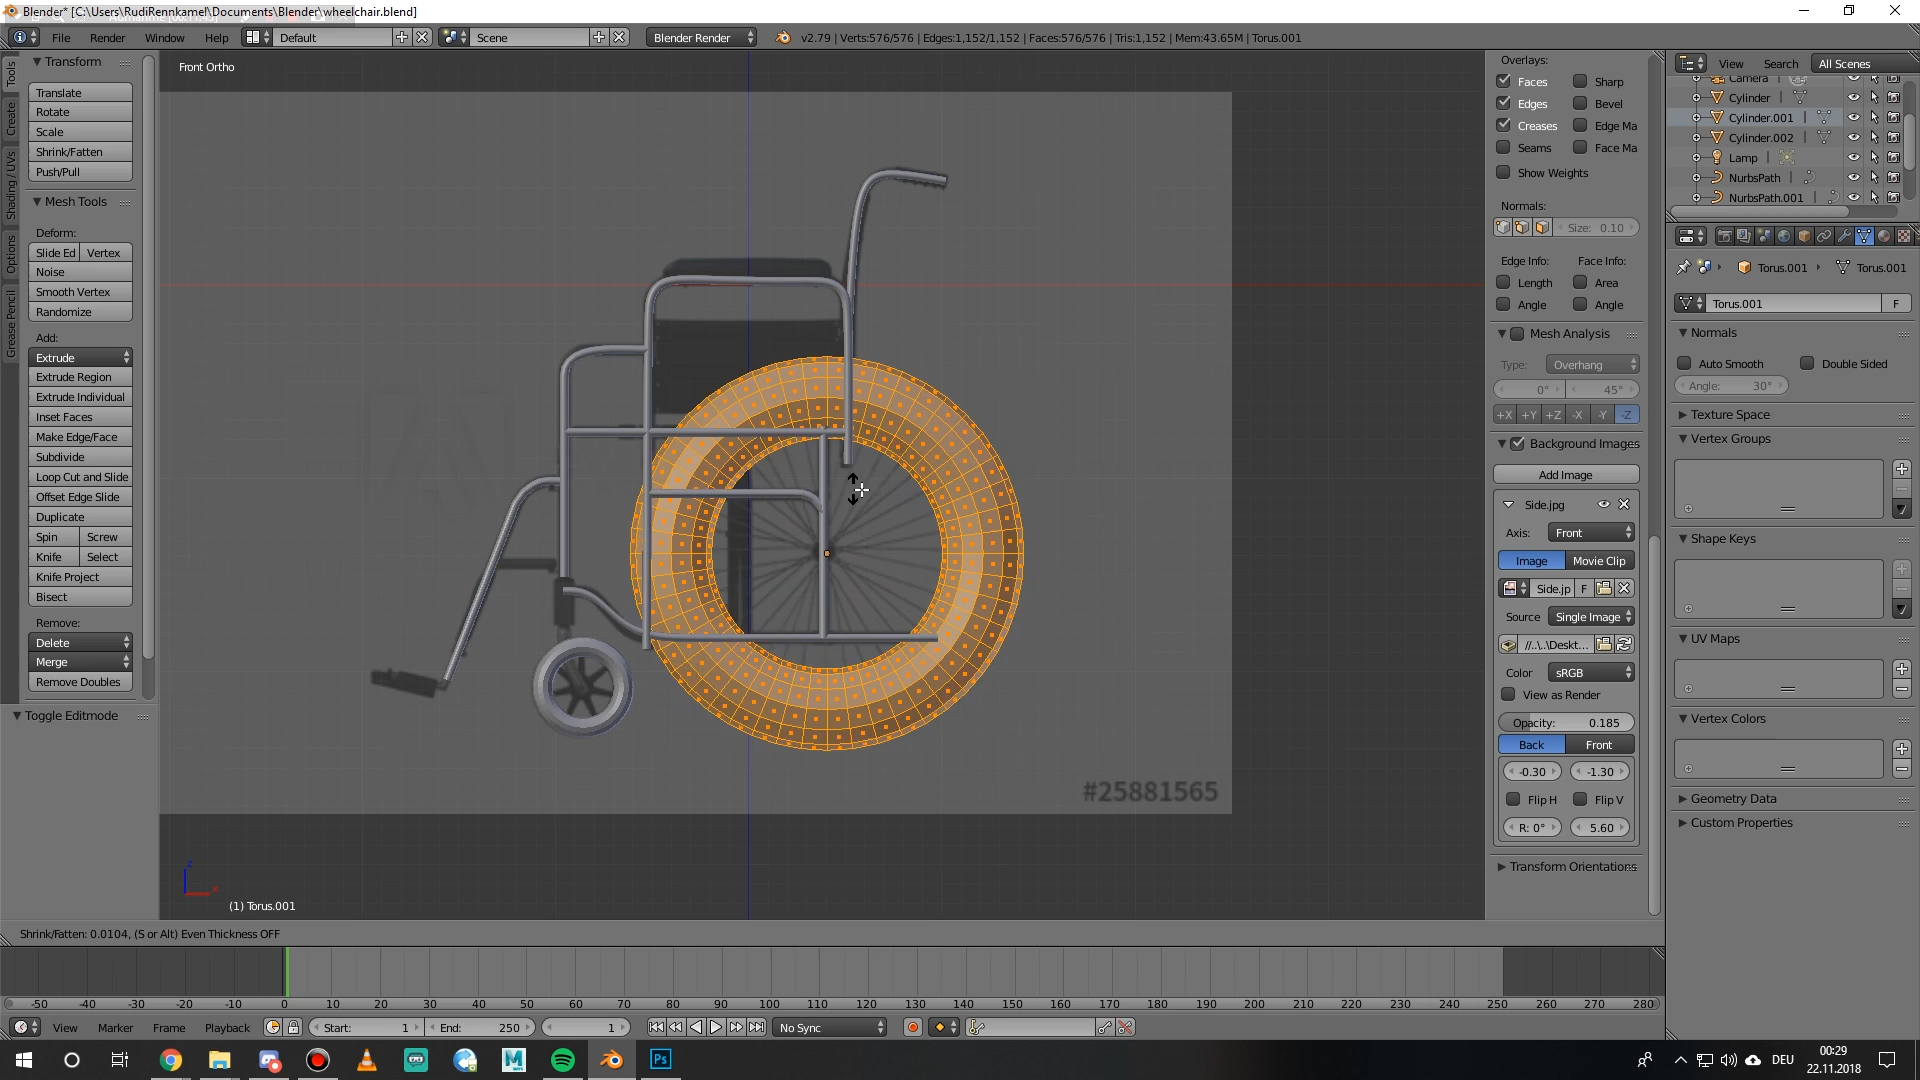 Blender* [C:\Users\RudiRennkamel\Documents\Blender\wheelchair.blend]
File Render Window Help Default Scene Blender Render v2.79 | Verts:576/576 | Edges:1,152/1,152 | Faces:576/576 | Tris:1,152 | Mem:43.65M | Torus.001
Tools
Create
Shading / UVs
Options
Grease Pencil
Transform
Translate
Rotate
Scale
Shrink/Fatten
Push/Pull
Mesh Tools
Deform:
Slide Ed Vertex
Noise
Smooth Vertex
Randomize
Add:
Extrude
Extrude Region
Extrude Individual
Inset Faces
Make Edge/Face
Subdivide
Loop Cut and Slide
Offset Edge Slide
Duplicate
Spin Screw
Knife Select
Knife Project
Bisect
Remove:
Delete
Merge
Remove Doubles
Toggle Editmode
Front Ortho
#25881565
z
x
(1) Torus.001
Shrink/Fatten: 0.0104, (S or Alt) Even Thickness OFF
Overlays:
Faces Sharp
Edges Bevel
Creases Edge Ma
Seams Face Ma
Show Weights
Normals:
Size: 0.10
Edge Info: Face Info:
Length Area
Angle Angle
Mesh Analysis
Type: Overhang
0° 45°
+X +Y +Z -X -Y -Z
Background Images
Add Image
Side.jpg
Axis: Front
Image Movie Clip
Side.jp F
Source Single Image
//..\..\Deskt...
Color sRGB
View as Render
Opacity: 0.185
Back Front
-0.30 -1.30
Flip H Flip V
R: 0° 5.60
Transform Orientations
View Search All Scenes
Camera
Cylinder
Cylinder.001
Cylinder.002
Lamp
NurbsPath
NurbsPath.001
Torus.001 Torus.001
Torus.001 F
Normals
Auto Smooth Double Sided
Angle: 30°
Texture Space
Vertex Groups
Shape Keys
UV Maps
Vertex Colors
Geometry Data
Custom Properties
-50 -40 -30 -20 -10 0 10 20 30 40 50 60 70 80 90 100 110 120 130 140 150 160 170 180 190 200 210 220 230 240 250 260 270 280
View Marker Frame Playback Start: 1 End: 250 1 No Sync
Ps
DEU
00:29
22.11.2018